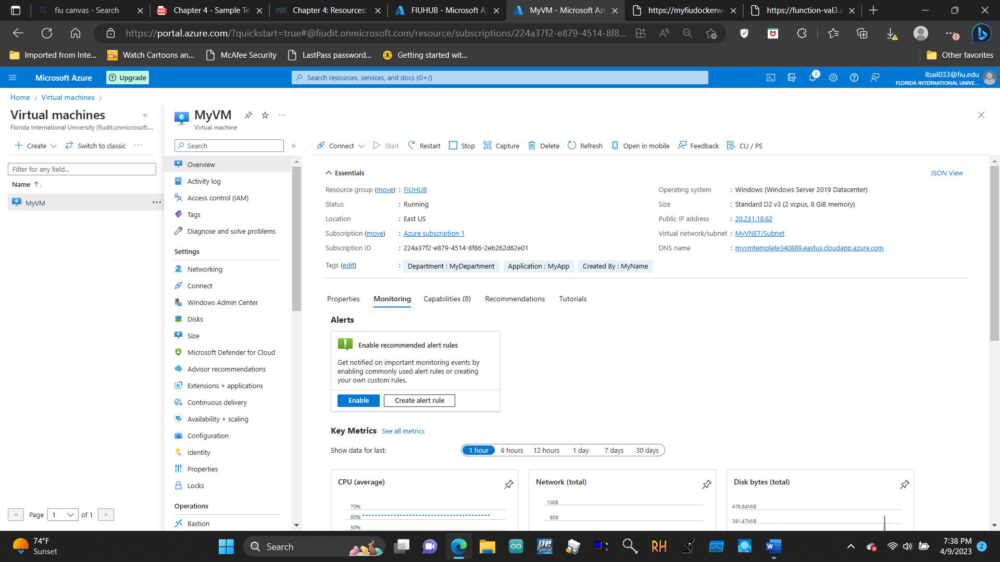 fiu canvas - Search
Chapter 4 - Sample Te
Chapter 4: Resources:
FIUHUB - Microsoft A
MyVM - Microsoft Az
https://myfiudockerwe
https://function-val3.a
https://portal.azure.com/?quickstart=true#@fiudit.onmicrosoft.com/resource/subscriptions/224a37f2-e879-4514-8f8...
Imported from Inte...
Watch Cartoons an...
McAfee Security
LastPass password...
Getting started wit...
Other favorites
Microsoft Azure
Upgrade
Search resources, services, and docs (G+/)
2
lbail033@fiu.edu
FLORIDA INTERNATIONAL UNIVE...
Home > Virtual machines >
Virtual machines
Florida International University (fiudit.onmicrosoft....
Create
Switch to classic
Filter for any field...
Name
MyVM
< Page 1 of 1 >
MyVM
Virtual machine
Search
Overview
Activity log
Access control (IAM)
Tags
Diagnose and solve problems
Settings
Networking
Connect
Windows Admin Center
Disks
Size
Microsoft Defender for Cloud
Advisor recommendations
Extensions + applications
Continuous delivery
Availability + scaling
Configuration
Identity
Properties
Locks
Operations
Bastion
Connect
Start
Restart
Stop
Capture
Delete
Refresh
Open in mobile
Feedback
CLI / PS
Essentials
JSON View
Resource group (move) : FIUHUB
Status : Running
Location : East US
Subscription (move) : Azure subscription 1
Subscription ID : 224a37f2-e879-4514-8f86-2eb262d62e01
Operating system : Windows (Windows Server 2019 Datacenter)
Size : Standard D2 v3 (2 vcpus, 8 GiB memory)
Public IP address : 20.231.18.62
Virtual network/subnet : MyVNET/Subnet
DNS name : myvmtemplate340889.eastus.cloudapp.azure.com
Tags (edit) : Department : MyDepartment Application : MyApp Created By : MyName
Properties
Monitoring
Capabilities (8)
Recommendations
Tutorials
Alerts
Enable recommended alert rules
Get notified on important monitoring events by
enabling commonly used alert rules or creating
your own custom rules.
Enable
Create alert rule
Key Metrics See all metrics
Show data for last: 1 hour 6 hours 12 hours 1 day 7 days 30 days
CPU (average)
70%
60%
50%
Network (total)
100B
80B
Disk bytes (total)
476.84MiB
381.47MiB
74°F
Sunset
Search
RH
7:38 PM
4/9/2023
2